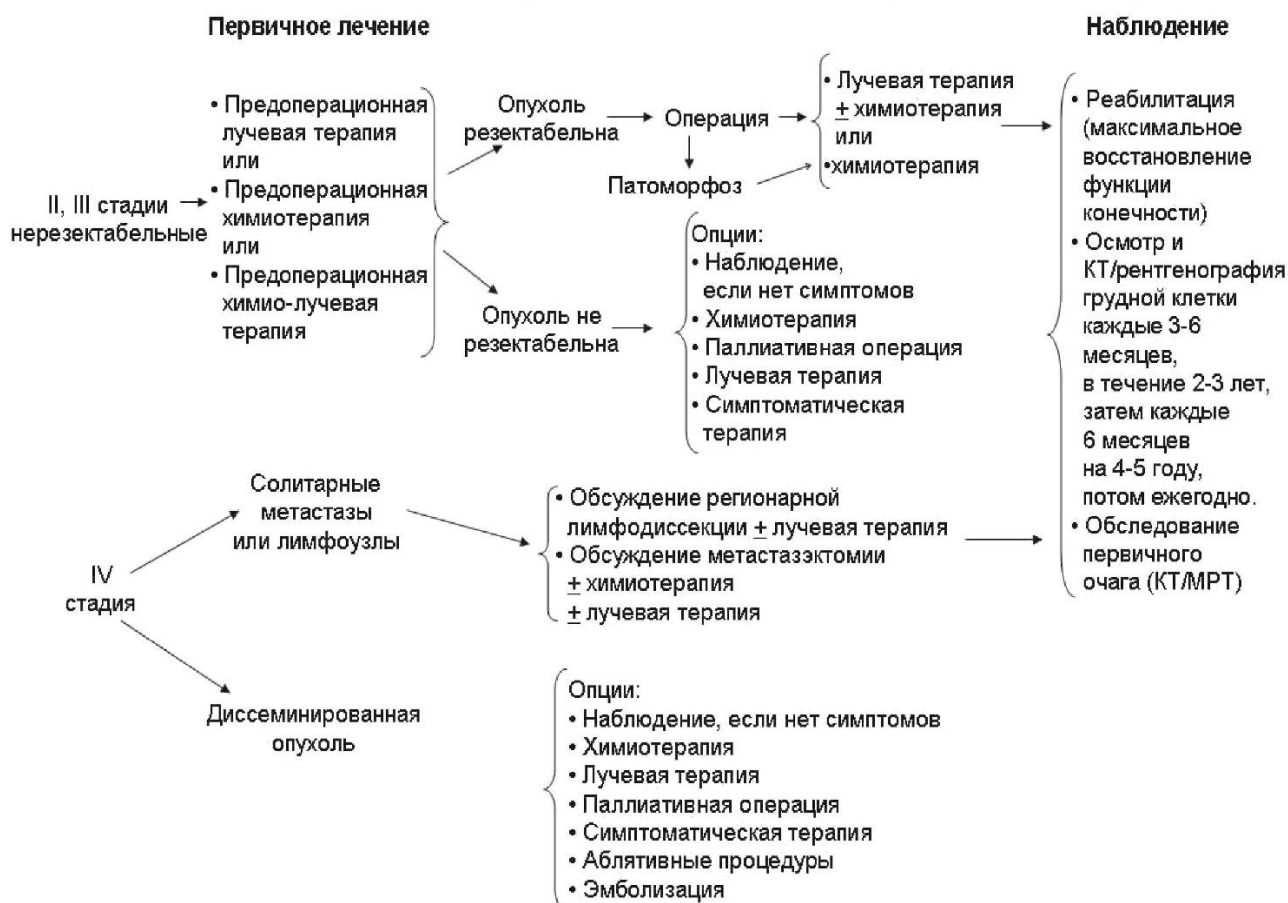 Первичное лечение
Наблюдение
II, III стадии
нерезектабельные
• Предоперационная
лучевая терапия
или
• Предоперационная
химиотерапия
или
• Предоперационная
химио-лучевая
терапия
Опухоль
резектабельна
Операция
Патоморфоз
• Лучевая терапия
± химиотерапия
или
•химиотерапия
Опухоль не
резектабельна
Опции:
• Наблюдение,
если нет симптомов
• Химиотерапия
• Паллиативная операция
• Лучевая терапия
• Симптоматическая
терапия
IV
стадия
Солитарные
метастазы
или лимфоузлы
• Обсуждение регионарной
лимфодиссекции ± лучевая терапия
• Обсуждение метастазэктомии
± химиотерапия
± лучевая терапия
Диссеминированная
опухоль
Опции:
• Наблюдение, если нет симптомов
• Химиотерапия
• Лучевая терапия
• Паллиативная операция
• Симптоматическая терапия
• Аблятивные процедуры
• Эмболизация
• Реабилитация
(максимальное
восстановление
функции
конечности)
• Осмотр и
КТ/рентгенография
грудной клетки
каждые 3-6
месяцев,
в течение 2-3 лет,
затем каждые
6 месяцев
на 4-5 году,
потом ежегодно.
• Обследование
первичного
очага (КТ/МРТ)